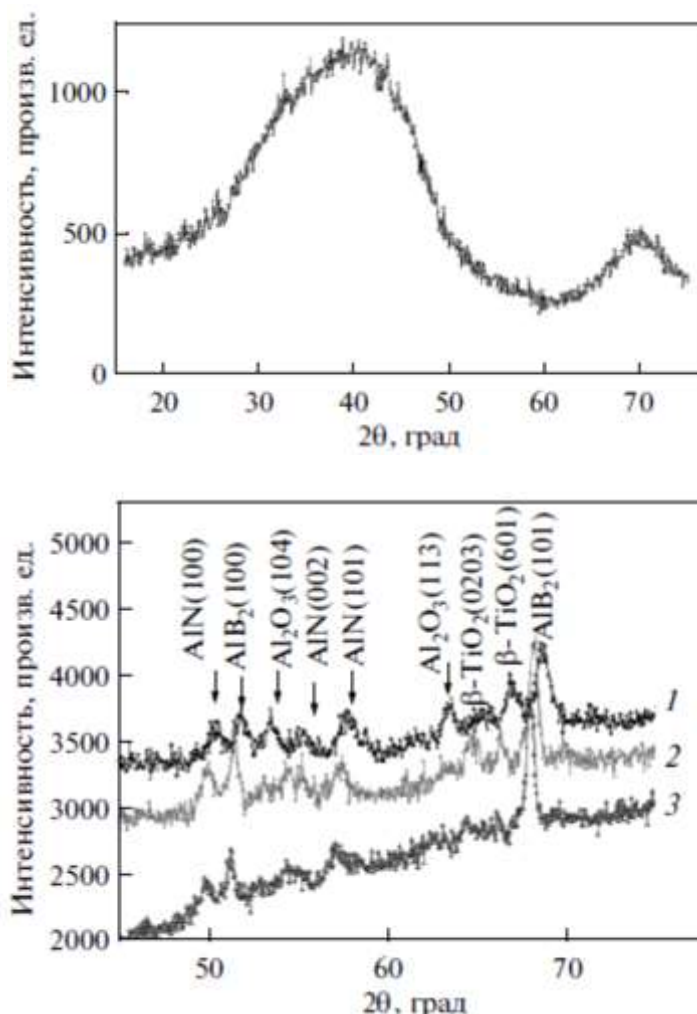 Интенсивность, произв. ед.
1000
500
0
20 30 40 50 60 70
2θ, град
Интенсивность, произв. ед.
5000
4500
4000
3500
3000
2500
2000
AlN(100)
AlB₂(100)
Al₂O₃(104)
AlN(002)
AlN(101)
Al₂O₃(113)
β-TiO₂(0203)
β-TiO₂(601)
AlB₂(101)
1
2
3
50 60 70
2θ, град